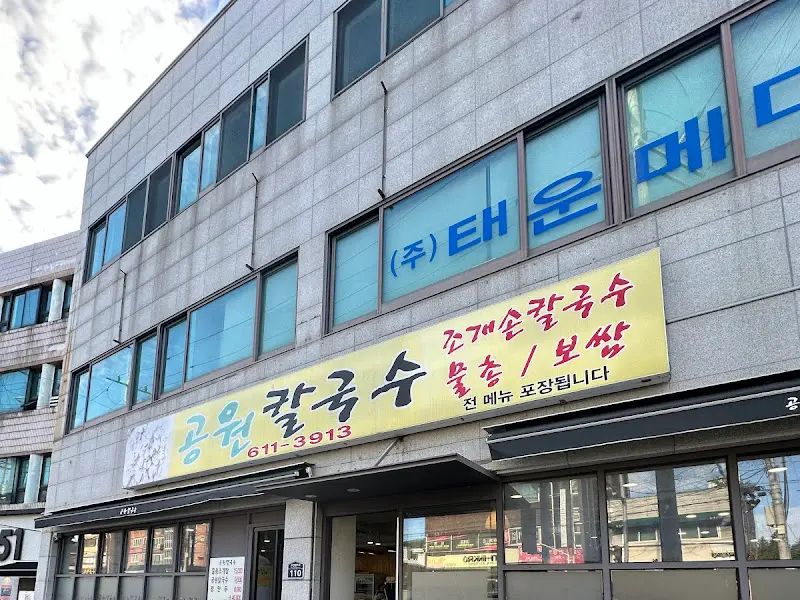 (주)태운메디
공원칼국수
611-3913
조개손칼국수
물총/보쌈
전 메뉴 포장됩니다
110
51